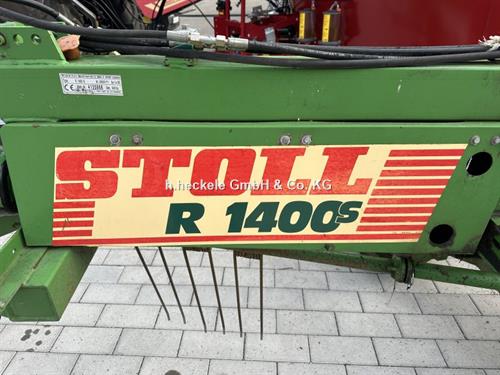 STOLL
h.heckele GmbH & Co. KG
R 1400S